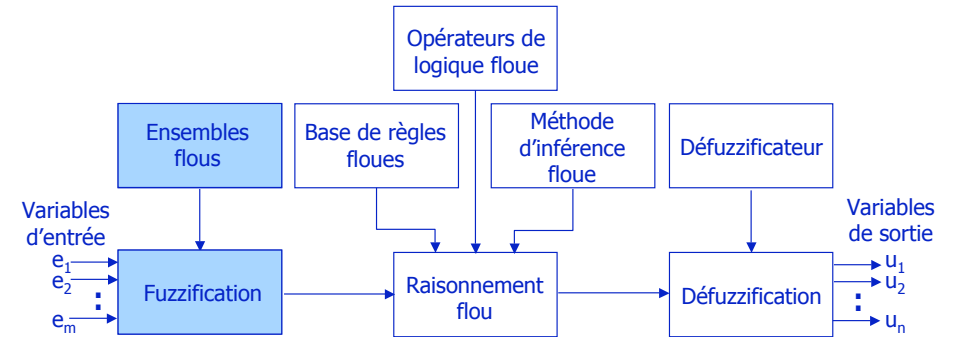 Opérateurs de
logique floue
Ensembles
flous
Base de règles
floues
Méthode
d'inférence
floue
Défuzzificateur
Variables
d'entrée
e1
e2
:
em
Fuzzification
Raisonnement
flou
Défuzzification
Variables
de sortie
u1
u2
:
un